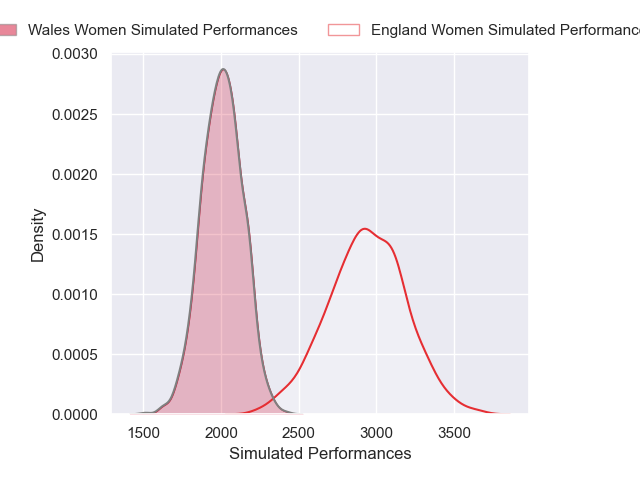 Wales Women Simulated Performances England Women Simulated Performanc
0.0030
0.0025
0.0020
0.0015
0.0010
0.0005
0.0000
Density
1500 2000 2500 3000 3500
Simulated Performances